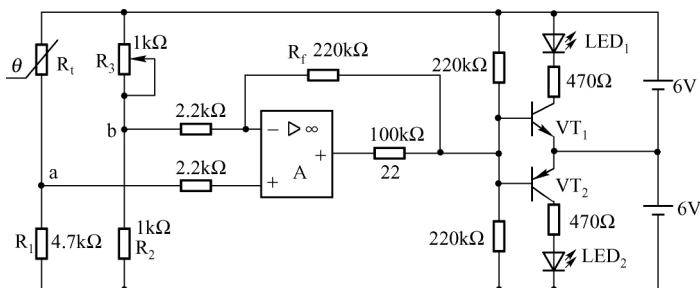 1kΩ
θ
Rt
R3
Rf 220kΩ
220kΩ
LED1
470Ω
6V
2.2kΩ
b
− ▷ ∞
+
A
100kΩ
22
VT1
a
2.2kΩ
+
VT2
R1 4.7kΩ
1kΩ
R2
220kΩ
470Ω
6V
LED2